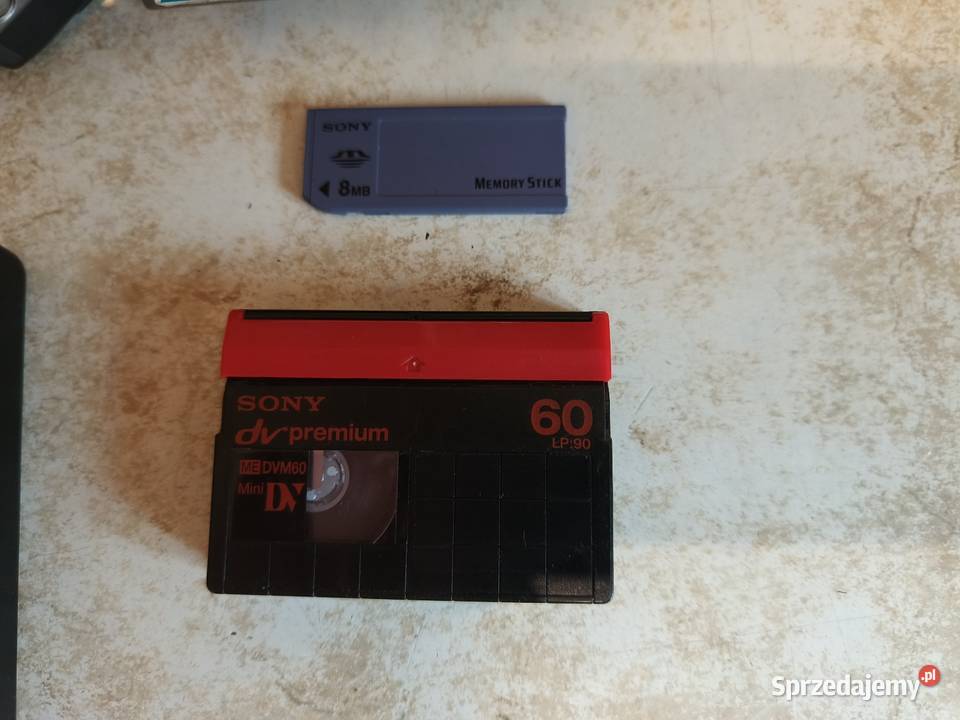 SONY
8MB
MEMORY STICK
SONY
60
dv premium
LP:90
ME DVM60
Mini DV
Sprzedajemy.pl